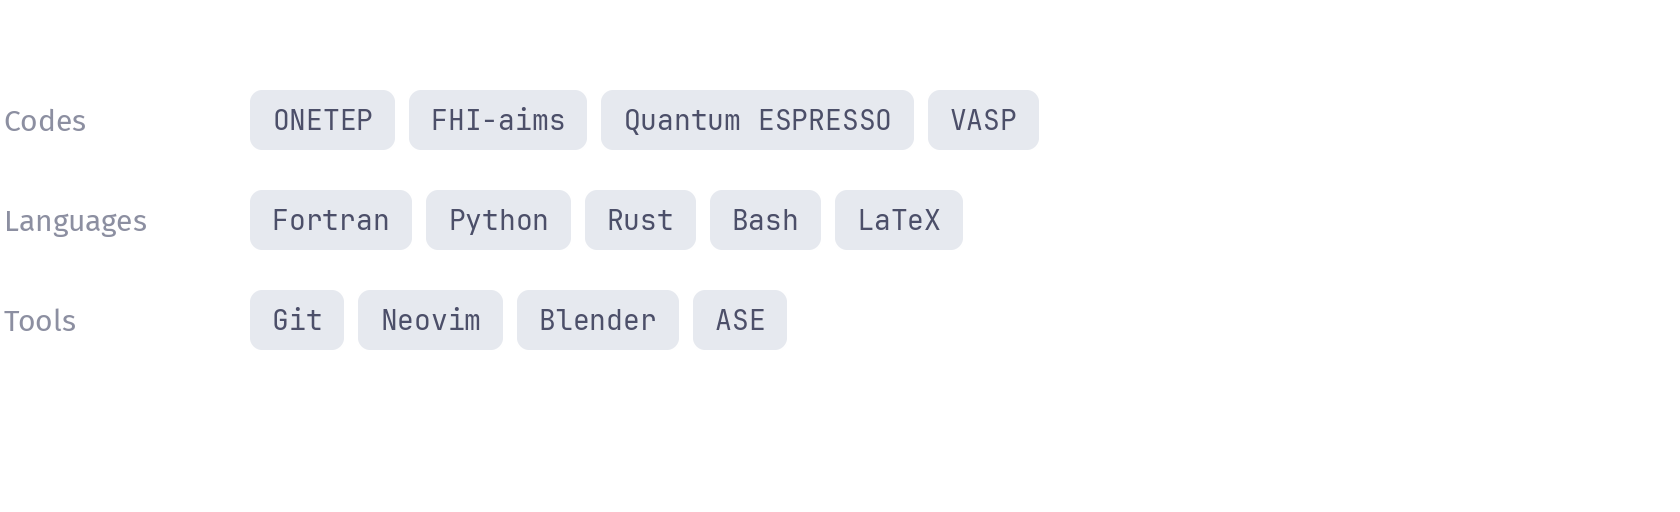 Codes ONETEP FHI-aims Quantum ESPRESSO VASP
Languages Fortran Python Rust Bash LaTeX
Tools Git Neovim Blender ASE